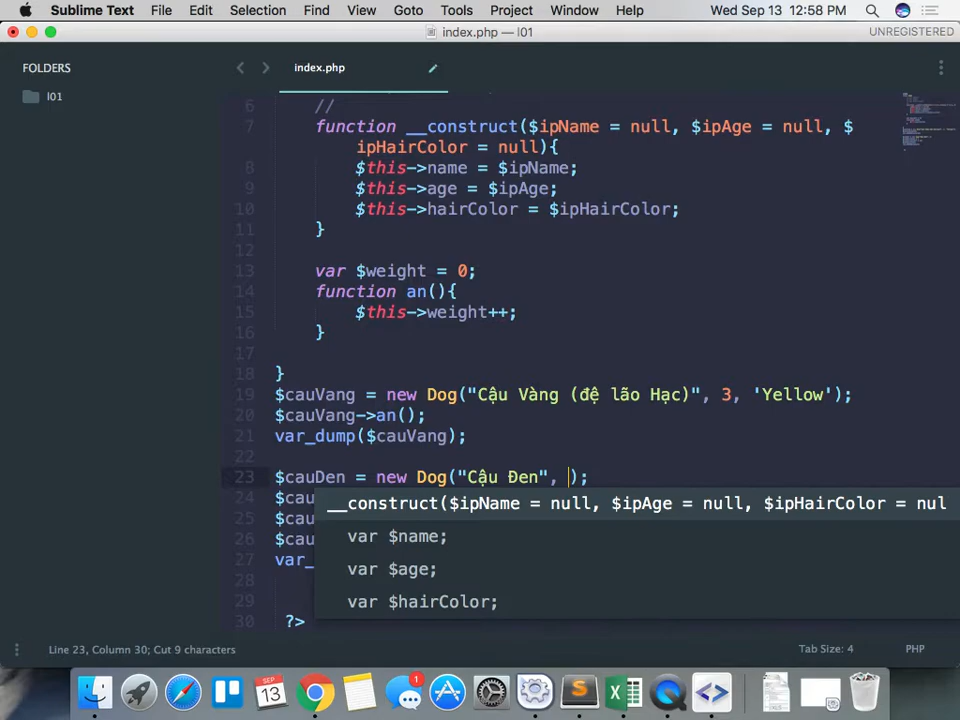 Sublime Text File Edit Selection Find View Goto Tools Project Window Help Wed Sep 13 12:58 PM
index.php — l01 UNREGISTERED
FOLDERS
l01
index.php
6 //
7 function __construct($ipName = null, $ipAge = null, $
ipHairColor = null){
8 $this->name = $ipName;
9 $this->age = $ipAge;
10 $this->hairColor = $ipHairColor;
11 }
12
13 var $weight = 0;
14 function an(){
15 $this->weight++;
16 }
17
18 }
19 $cauVang = new Dog("Cậu Vàng (đệ lão Hạc)", 3, 'Yellow');
20 $cauVang->an();
21 var_dump($cauVang);
22
23 $cauDen = new Dog("Cậu Đen", );
24 $cau
__construct($ipName = null, $ipAge = null, $ipHairColor = nul
25 $cau
var $name;
26 $cau
27 var_
var $age;
28
29
var $hairColor;
30 ?>
Line 23, Column 30; Cut 9 characters Tab Size: 4 PHP
SEP
13
1